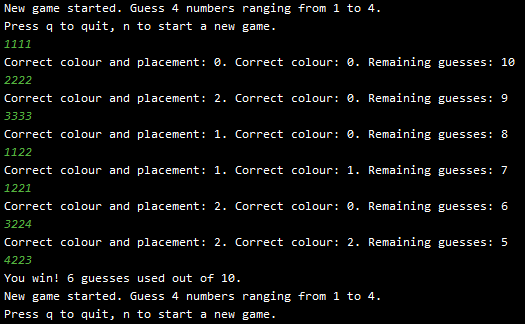 New game started. Guess 4 numbers ranging from 1 to 4.
Press q to quit, n to start a new game.
1111
Correct colour and placement: 0. Correct colour: 0. Remaining guesses: 10
2222
Correct colour and placement: 2. Correct colour: 0. Remaining guesses: 9
3333
Correct colour and placement: 1. Correct colour: 0. Remaining guesses: 8
1122
Correct colour and placement: 1. Correct colour: 1. Remaining guesses: 7
1221
Correct colour and placement: 2. Correct colour: 0. Remaining guesses: 6
3224
Correct colour and placement: 2. Correct colour: 2. Remaining guesses: 5
4223
You win! 6 guesses used out of 10.
New game started. Guess 4 numbers ranging from 1 to 4.
Press q to quit, n to start a new game.